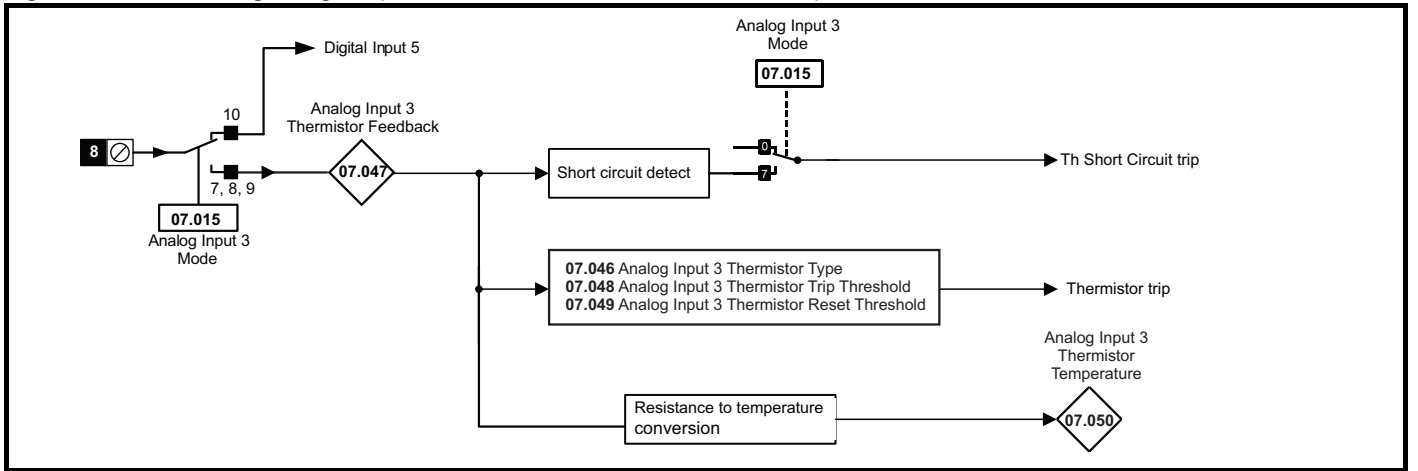 Digital Input 5
Analog Input 3
Mode
07.015
10
Analog Input 3
Thermistor Feedback
8
07.047
7, 8, 9
07.015
Analog Input 3
Mode
Short circuit detect
0
7
Th Short Circuit trip
07.046 Analog Input 3 Thermistor Type
07.048 Analog Input 3 Thermistor Trip Threshold
07.049 Analog Input 3 Thermistor Reset Threshold
Thermistor trip
Analog Input 3
Thermistor
Temperature
Resistance to temperature
conversion
07.050